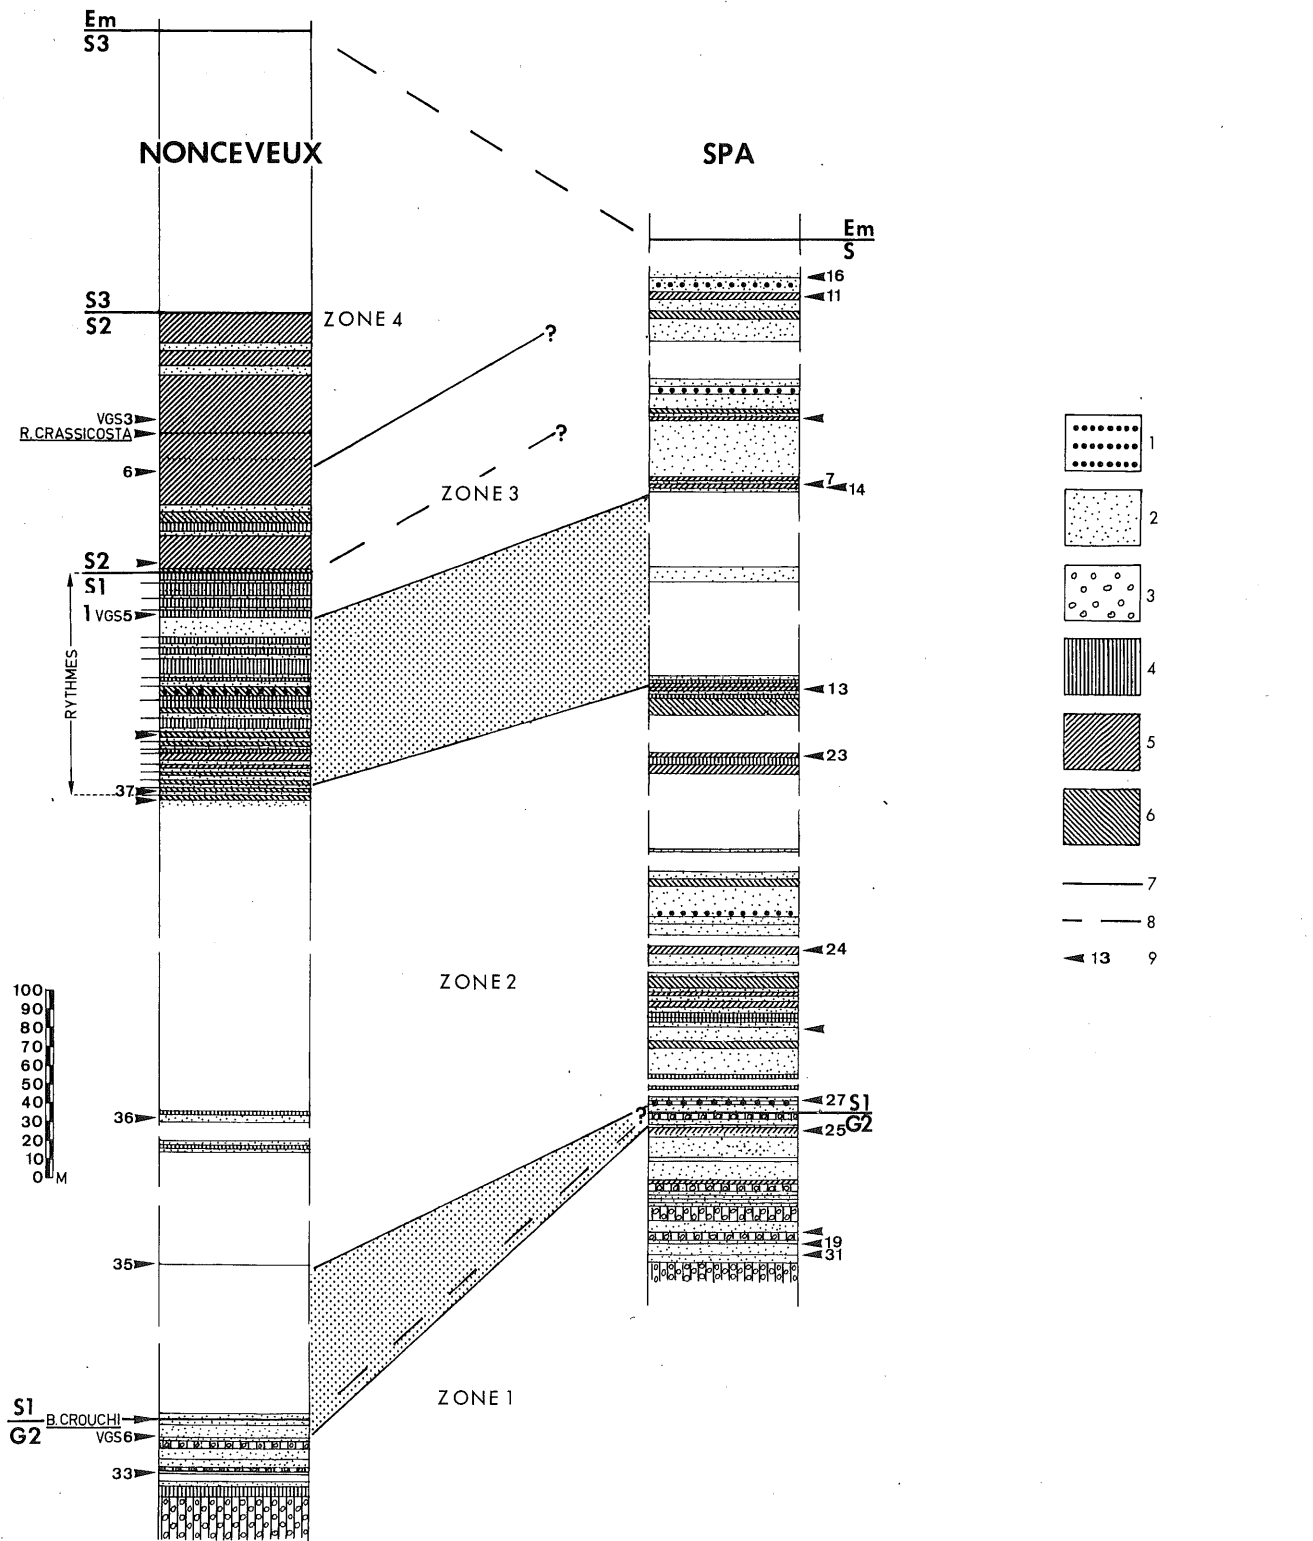 Em
S3
NONCEVEUX
SPA
Em
S
16
11
S3
S2
ZONE 4
?
VGS3
R. CRASSICOSTA
6
?
7
14
ZONE 3
S2
S1
1 VGS5
RYTHMES
13
23
37
24
ZONE 2
100
90
80
70
60
50
40
30
20
10
0 M
36
?
27
S1
G2
25
19
31
35
ZONE 1
S1
G2
B. CROUCHI
VGS6
33
1
2
3
4
5
6
7
8
13
9